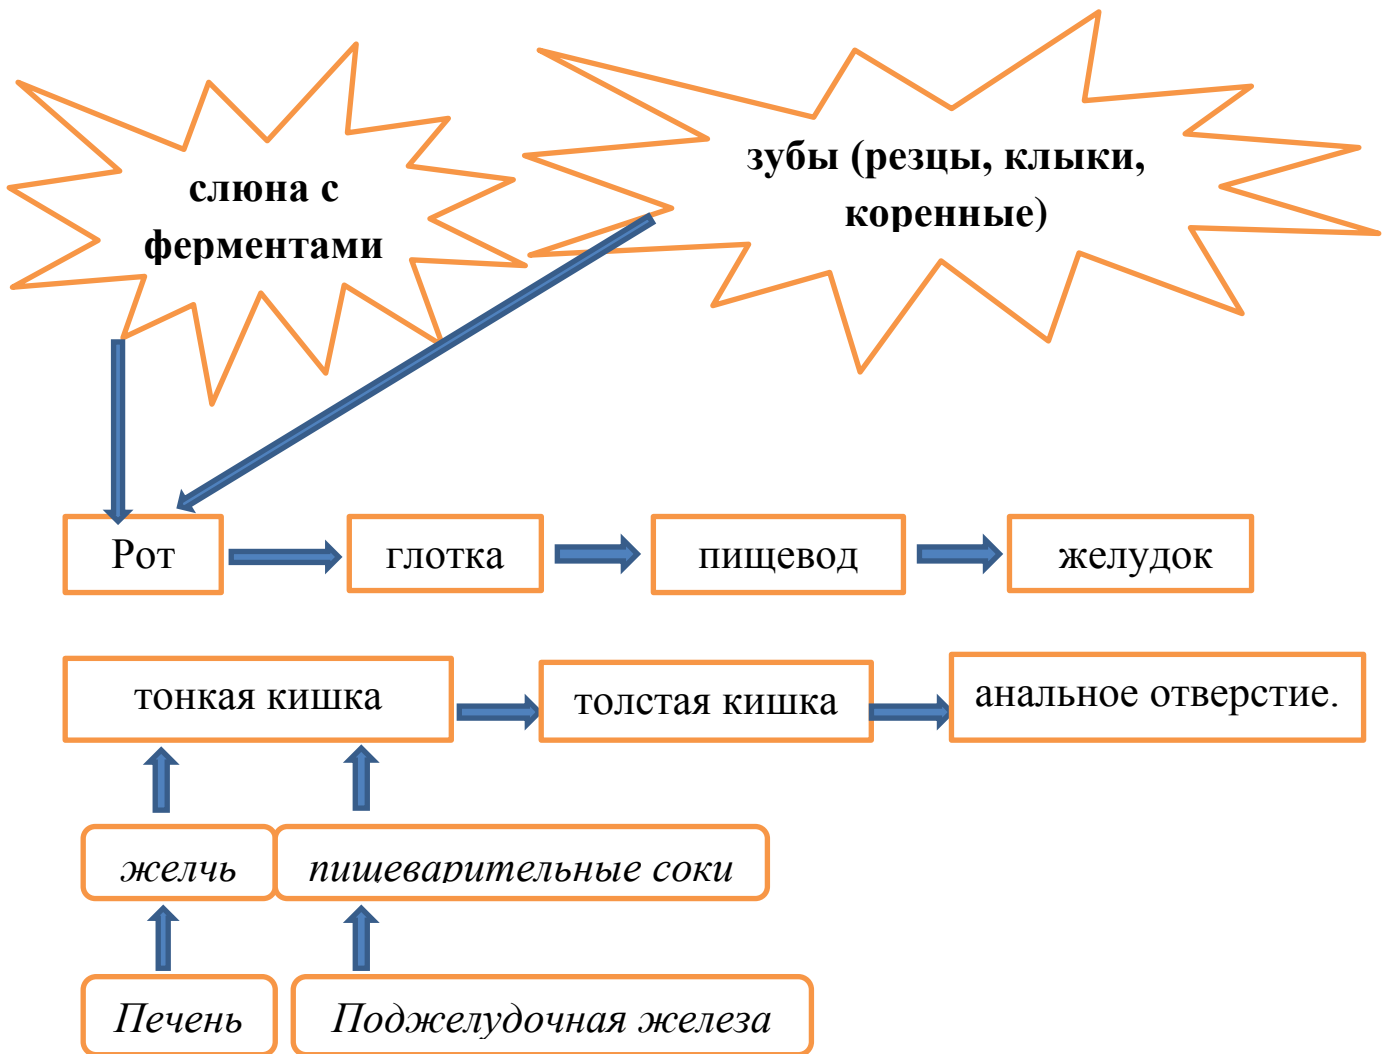 слюна с
ферментами
зубы (резцы, клыки,
коренные)
Рот
глотка
пищевод
желудок
тонкая кишка
толстая кишка
анальное отверстие.
желчь
пищеварительные соки
Печень
Поджелудочная железа